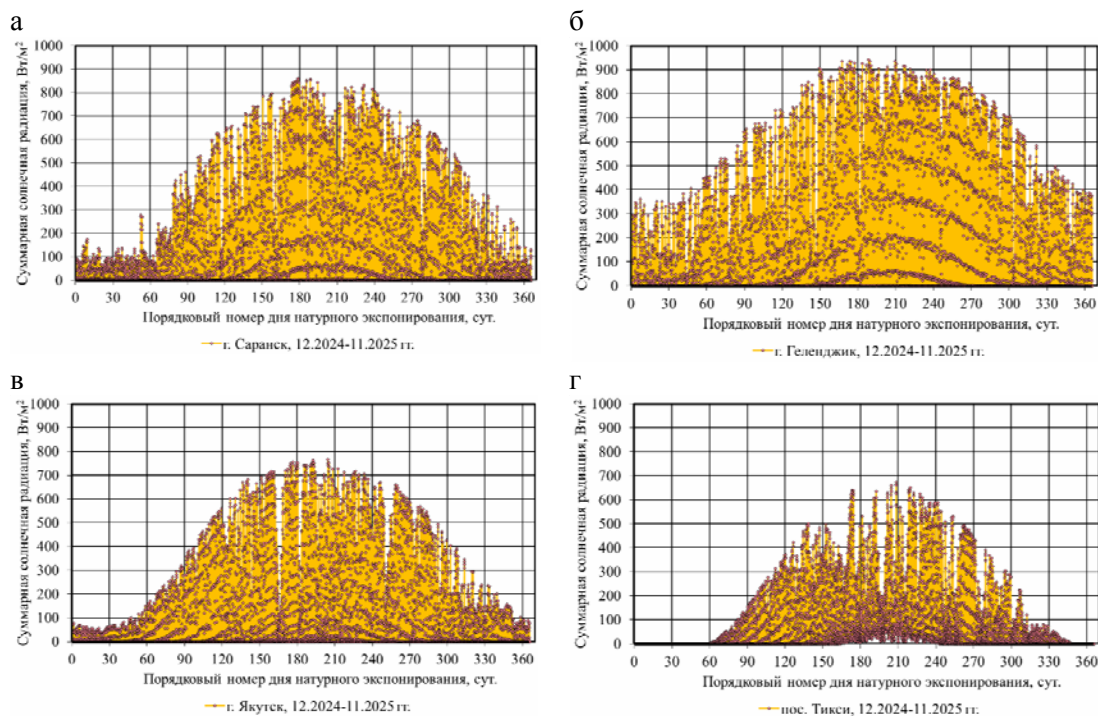 а
Суммарная солнечная радиация, Вт/м²
1000
900
800
700
600
500
400
300
200
100
0
0 30 60 90 120 150 180 210 240 270 300 330 360
Порядковый номер дня натурного экспонирования, сут.
г. Саранск, 12.2024-11.2025 гг.
б
Суммарная солнечная радиация, Вт/м²
1000
900
800
700
600
500
400
300
200
100
0
0 30 60 90 120 150 180 210 240 270 300 330 360
Порядковый номер дня натурного экспонирования, сут.
г. Геленджик, 12.2024-11.2025 гг.
в
Суммарная солнечная радиация, Вт/м²
1000
900
800
700
600
500
400
300
200
100
0
0 30 60 90 120 150 180 210 240 270 300 330 360
Порядковый номер дня натурного экспонирования, сут.
г. Якутск, 12.2024-11.2025 гг.
г
Суммарная солнечная радиация, Вт/м²
1000
900
800
700
600
500
400
300
200
100
0
0 30 60 90 120 150 180 210 240 270 300 330 360
Порядковый номер дня натурного экспонирования, сут.
пос. Тикси, 12.2024-11.2025 гг.